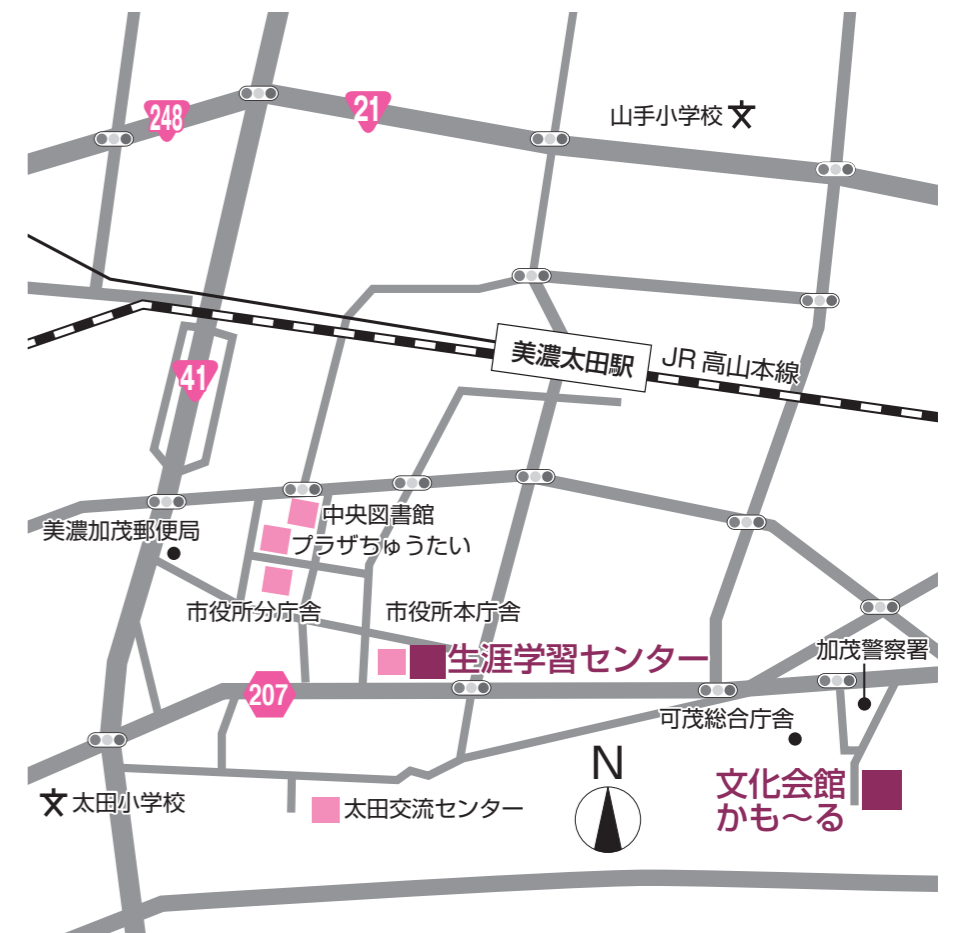 248
21
山手小学校
美濃太田駅
JR 高山本線
41
中央図書館
美濃加茂郵便局
プラザちゅうたい
市役所分庁舎
市役所本庁舎
生涯学習センター
加茂警察署
207
可茂総合庁舎
N
文化会館
かも～る
太田小学校
太田交流センター